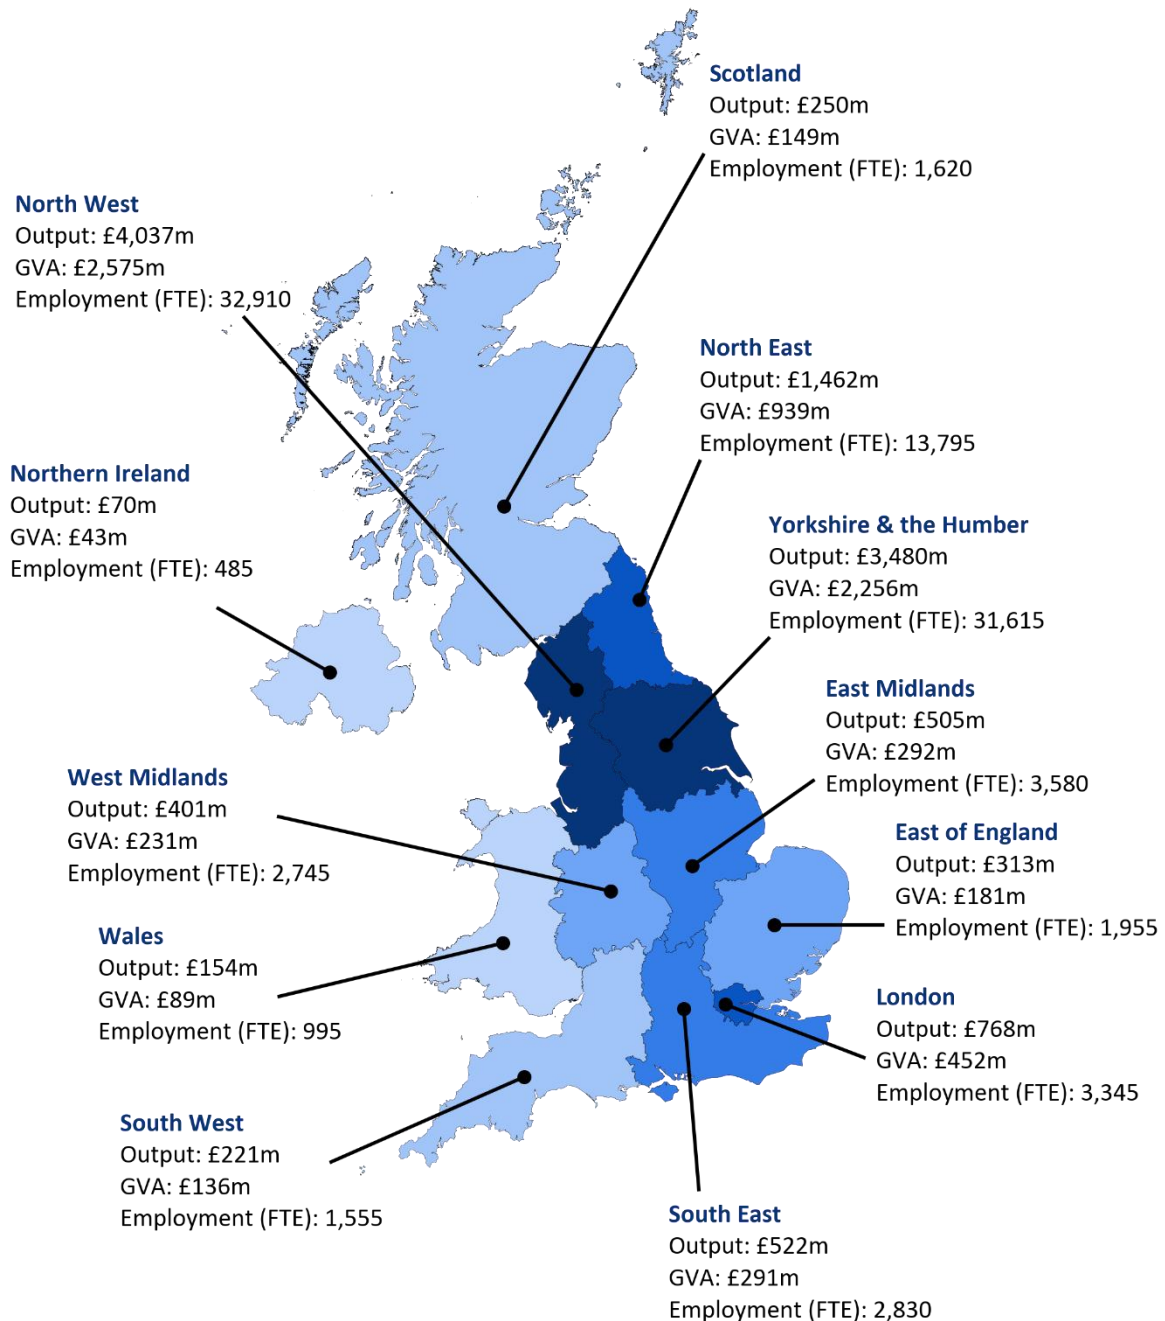 Scotland
Output: £250m
GVA: £149m
Employment (FTE): 1,620
North West
Output: £4,037m
GVA: £2,575m
Employment (FTE): 32,910
North East
Output: £1,462m
GVA: £939m
Employment (FTE): 13,795
Northern Ireland
Output: £70m
GVA: £43m
Employment (FTE): 485
Yorkshire & the Humber
Output: £3,480m
GVA: £2,256m
Employment (FTE): 31,615
East Midlands
Output: £505m
GVA: £292m
Employment (FTE): 3,580
West Midlands
Output: £401m
GVA: £231m
Employment (FTE): 2,745
East of England
Output: £313m
GVA: £181m
Employment (FTE): 1,955
Wales
Output: £154m
GVA: £89m
Employment (FTE): 995
London
Output: £768m
GVA: £452m
Employment (FTE): 3,345
South West
Output: £221m
GVA: £136m
Employment (FTE): 1,555
South East
Output: £522m
GVA: £291m
Employment (FTE): 2,830